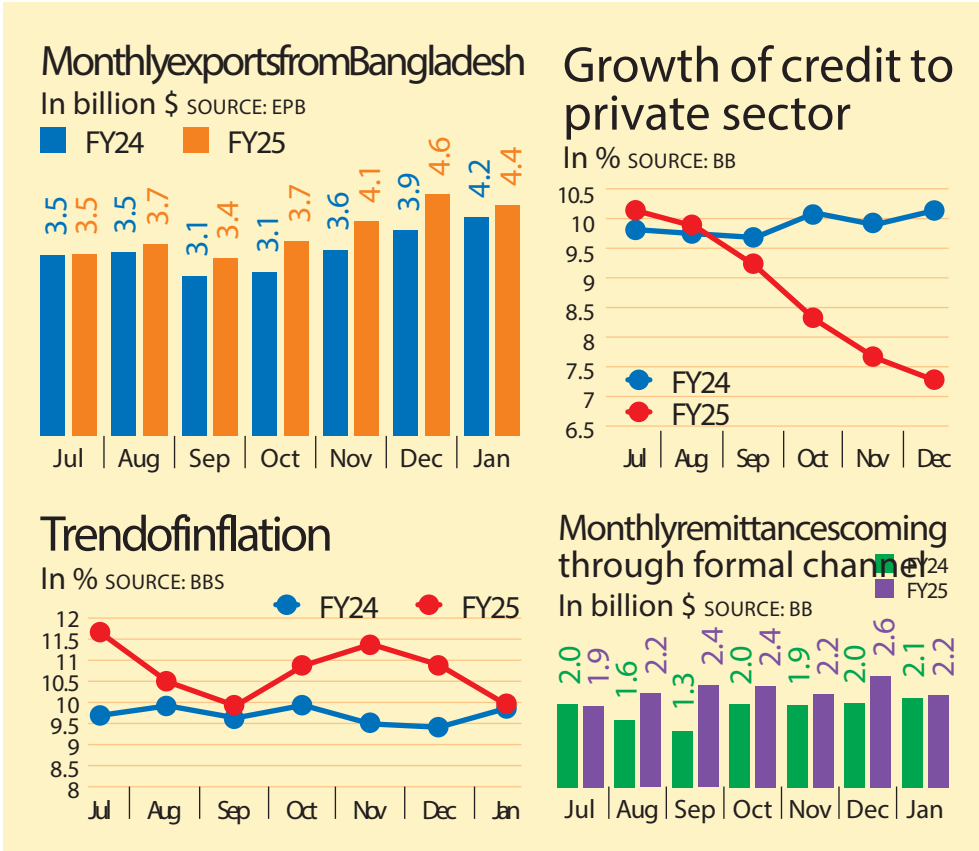 MonthlyexportsfromBangladesh
In billion $ SOURCE: EPB
FY24 FY25
3.5 3.5 3.5 3.7 3.1 3.4 3.1 3.7 3.6 4.1 3.9 4.6 4.2 4.4
Jul Aug Sep Oct Nov Dec Jan
Growth of credit to
private sector
In % SOURCE: BB
10.5
10
9.5
9
8.5
8
7.5
7
6.5
FY24
FY25
Jul Aug Sep Oct Nov Dec
Trendofinflation
In % SOURCE: BBS
FY24 FY25
12
11.5
11
10.5
10
9.5
9
8.5
8
Jul Aug Sep Oct Nov Dec Jan
Monthlyremittancescoming
through formal channel
In billion $ SOURCE: BB
FY24
FY25
2.0 1.9 1.6 2.2 1.3 2.4 2.0 2.4 1.9 2.2 2.0 2.6 2.1 2.2
Jul Aug Sep Oct Nov Dec Jan